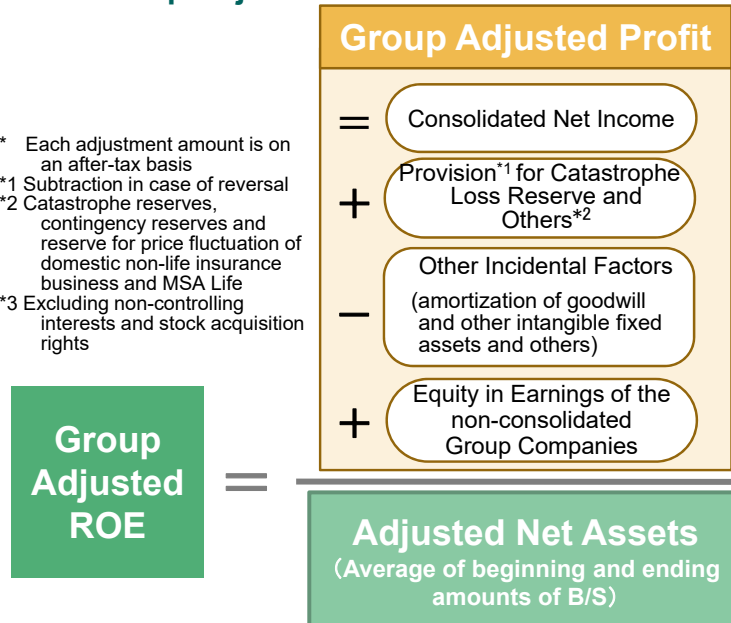 Group Adjusted Profit
= Consolidated Net Income
+ Provision*1 for Catastrophe
Loss Reserve and
Others*2
− Other Incidental Factors
(amortization of goodwill
and other intangible fixed
assets and others)
+ Equity in Earnings of the
non-consolidated
Group Companies
* Each adjustment amount is on
an after-tax basis
*1 Subtraction in case of reversal
*2 Catastrophe reserves,
contingency reserves and
reserve for price fluctuation of
domestic non-life insurance
business and MSA Life
*3 Excluding non-controlling
interests and stock acquisition
rights
Group
Adjusted
ROE
=
Adjusted Net Assets
（Average of beginning and ending
amounts of B/S）